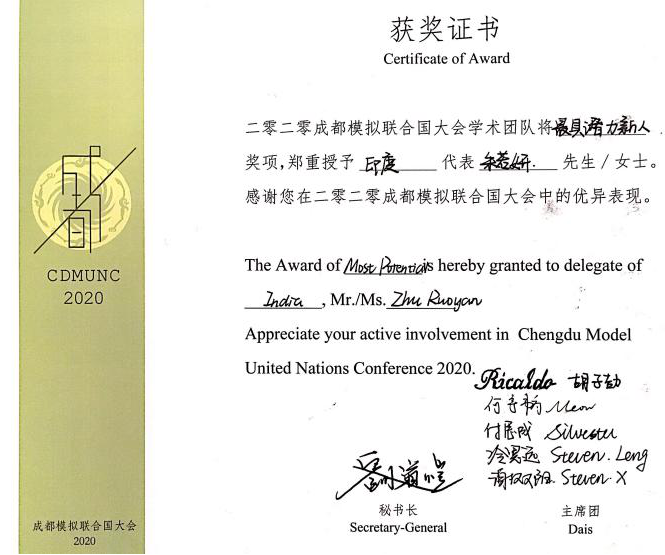 获奖证书
Certificate of Award
二零二零成都模拟联合国大会学术团队将最具潜力新人
奖项,郑重授予 印度 代表 朱若妍. 先生/女士。
感谢您在二零二零成都模拟联合国大会中的优异表现。
The Award of Most Potential is hereby granted to delegate of
India, Mr./Ms. Zhu Ruoyan
Appreciate your active involvement in Chengdu Model
United Nations Conference 2020.
Ricaldo 胡子劼
Meow
Silvester
Steven. Leng
Steven. X
秘书长
Secretary-General
主席团
Dais
成都
CDMUNC
2020
成都模拟联合国大会
2020